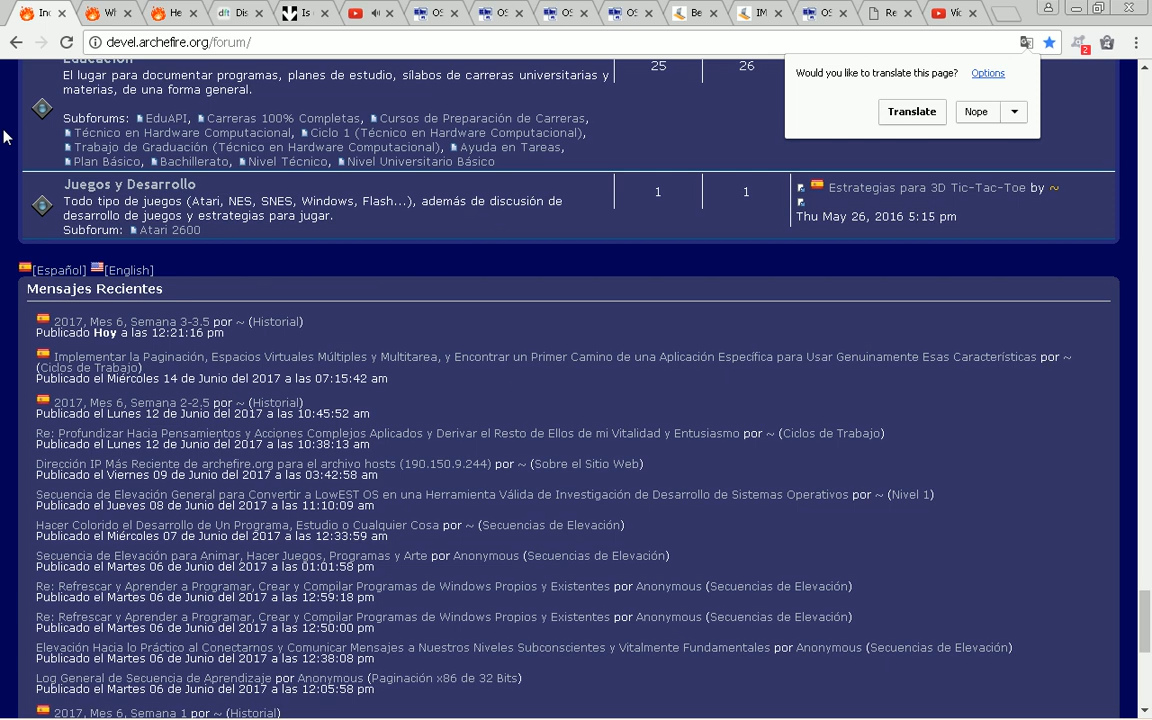 Inc
Wh
He
Dis
Is
OS
OS
OS
OS
Be
IM
OS
Re
Vic
devel.archefire.org/forum/
2
Would you like to translate this page? Options
Translate
Nope
Educación
El lugar para documentar programas, planes de estudio, sílabos de carreras universitarias y
materias, de una forma general.
25
26
Subforums: EduAPI, Carreras 100% Completas, Cursos de Preparación de Carreras,
Técnico en Hardware Computacional, Ciclo 1 (Técnico en Hardware Computacional),
Trabajo de Graduación (Técnico en Hardware Computacional), Ayuda en Tareas,
Plan Básico, Bachillerato, Nivel Técnico, Nivel Universitario Básico
Juegos y Desarrollo
Todo tipo de juegos (Atari, NES, SNES, Windows, Flash...), además de discusión de
desarrollo de juegos y estrategias para jugar.
Subforum: Atari 2600
1
1
Estrategias para 3D Tic-Tac-Toe by ~
Thu May 26, 2016 5:15 pm
[Español] [English]
Mensajes Recientes
2017, Mes 6, Semana 3-3.5 por ~ (Historial)
Publicado Hoy a las 12:21:16 pm
Implementar la Paginación, Espacios Virtuales Múltiples y Multitarea, y Encontrar un Primer Camino de una Aplicación Específica para Usar Genuinamente Esas Características por ~
(Ciclos de Trabajo)
Publicado el Miércoles 14 de Junio del 2017 a las 07:15:42 am
2017, Mes 6, Semana 2-2.5 por ~ (Historial)
Publicado el Lunes 12 de Junio del 2017 a las 10:45:52 am
Re: Profundizar Hacia Pensamientos y Acciones Complejos Aplicados y Derivar el Resto de Ellos de mi Vitalidad y Entusiasmo por ~ (Ciclos de Trabajo)
Publicado el Lunes 12 de Junio del 2017 a las 10:38:13 am
Dirección IP Más Reciente de archefire.org para el archivo hosts (190.150.9.244) por ~ (Sobre el Sitio Web)
Publicado el Viernes 09 de Junio del 2017 a las 03:42:58 am
Secuencia de Elevación General para Convertir a LowEST OS en una Herramienta Válida de Investigación de Desarrollo de Sistemas Operativos por ~ (Nivel 1)
Publicado el Jueves 08 de Junio del 2017 a las 11:10:09 am
Hacer Colorido el Desarrollo de Un Programa, Estudio o Cualquier Cosa por ~ (Secuencias de Elevación)
Publicado el Miércoles 07 de Junio del 2017 a las 12:33:59 am
Secuencia de Elevación para Animar, Hacer Juegos, Programas y Arte por Anonymous (Secuencias de Elevación)
Publicado el Martes 06 de Junio del 2017 a las 01:01:58 pm
Re: Refrescar y Aprender a Programar, Crear y Compilar Programas de Windows Propios y Existentes por Anonymous (Secuencias de Elevación)
Publicado el Martes 06 de Junio del 2017 a las 12:59:18 pm
Re: Refrescar y Aprender a Programar, Crear y Compilar Programas de Windows Propios y Existentes por Anonymous (Secuencias de Elevación)
Publicado el Martes 06 de Junio del 2017 a las 12:50:00 pm
Elevación Hacia lo Práctico al Conectarnos y Comunicar Mensajes a Nuestros Niveles Subconscientes y Vitalmente Fundamentales por Anonymous (Secuencias de Elevación)
Publicado el Martes 06 de Junio del 2017 a las 12:38:08 pm
Log General de Secuencia de Aprendizaje por Anonymous (Paginación x86 de 32 Bits)
Publicado el Martes 06 de Junio del 2017 a las 12:05:58 pm
2017, Mes 6, Semana 1 por ~ (Historial)